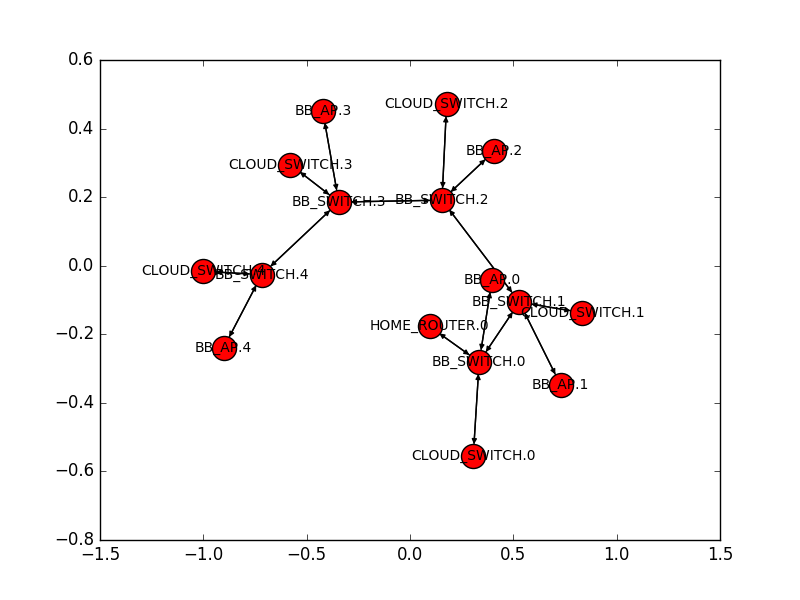 0.6
0.4
0.2
0.0
−0.2
−0.4
−0.6
−0.8
−1.5
−1.0
−0.5
0.0
0.5
1.0
1.5
CLOUD_SWITCH.2
BB_AP.3
BB_AP.2
CLOUD_SWITCH.3
BB_SWITCH.3
BB_SWITCH.2
CLOUD_SWITCH.4
BB_SWITCH.4
BB_AP.0
BB_SWITCH.1
CLOUD_SWITCH.1
HOME_ROUTER.0
BB_AP.4
BB_SWITCH.0
BB_AP.1
CLOUD_SWITCH.0